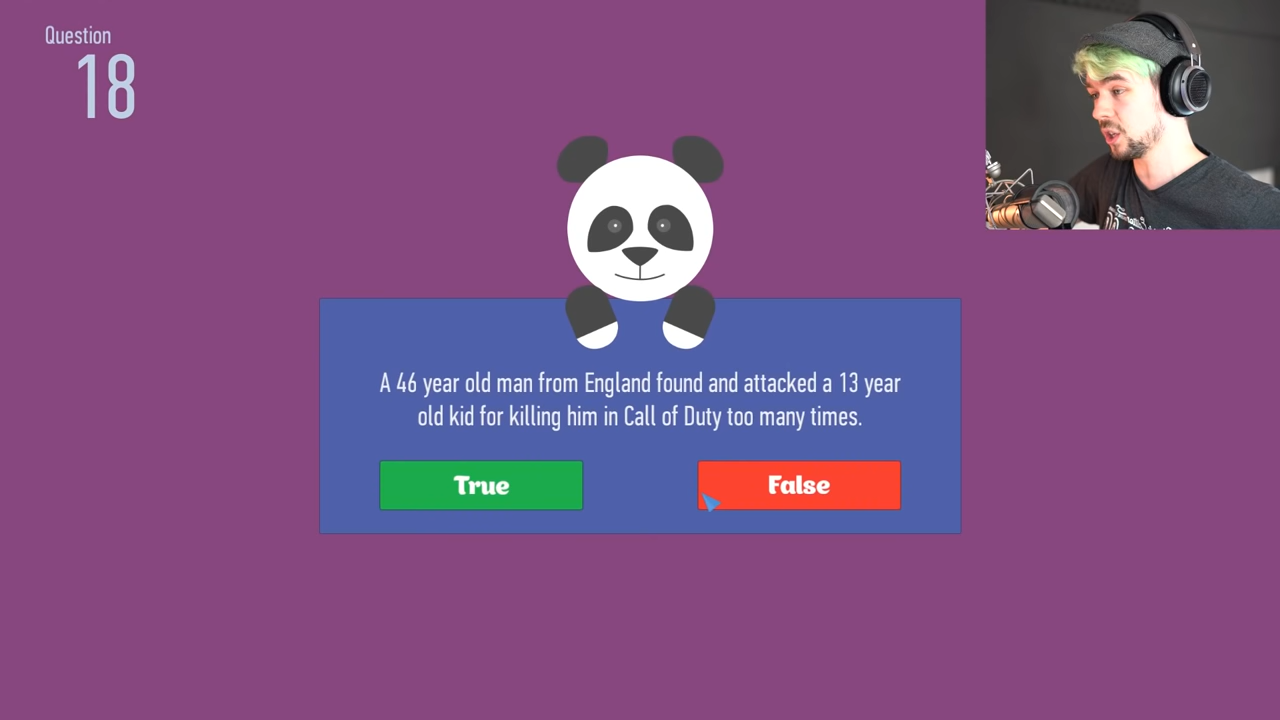 Question
18
A 46 year old man from England found and attacked a 13 year
old kid for killing him in Call of Duty too many times.
True
False